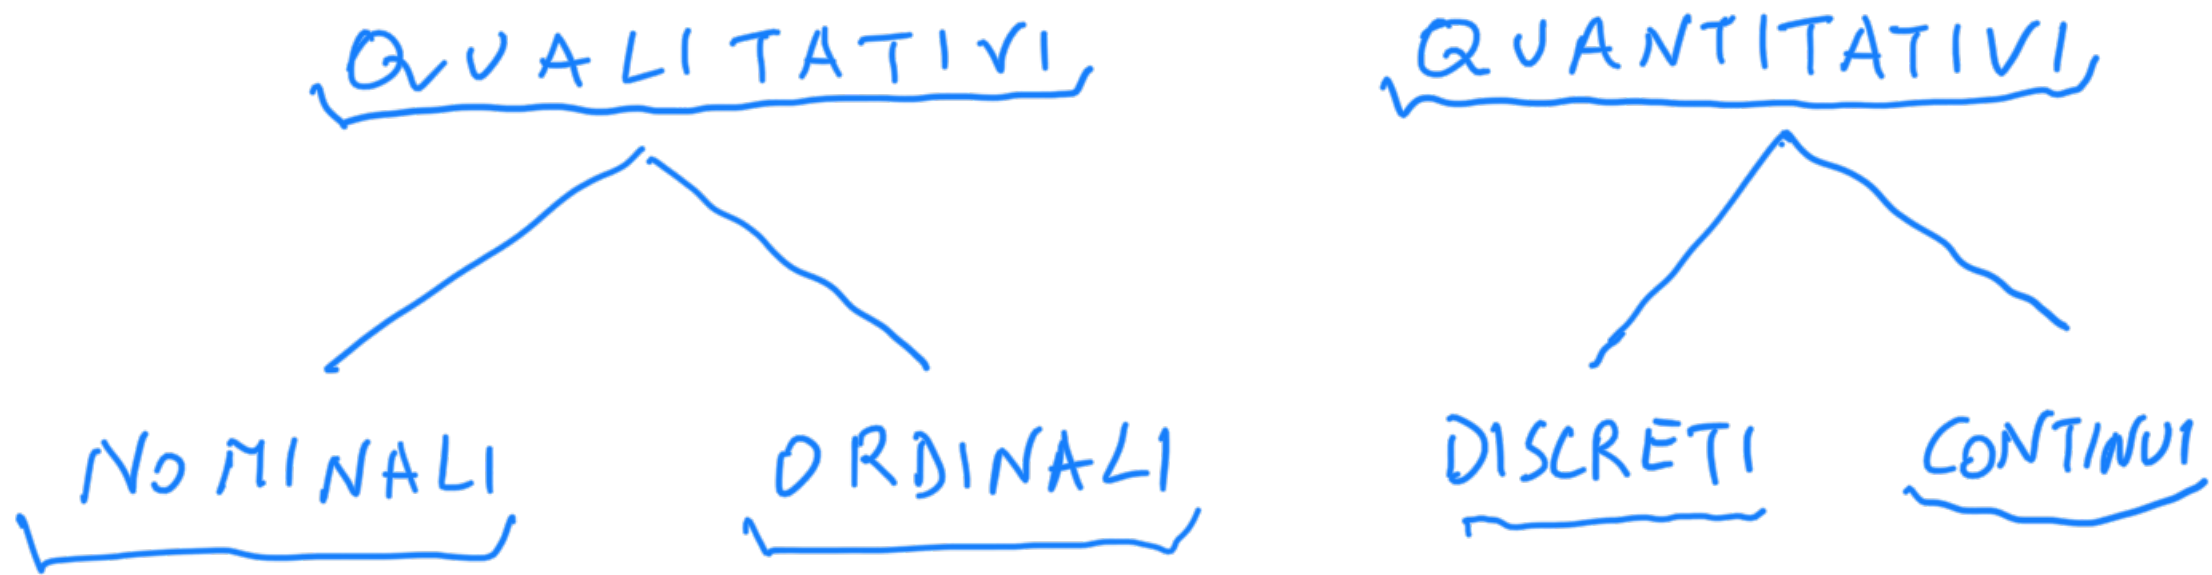 QUALITATIVI QUANTITATIVI
NOMINALI ORDINALI DISCRETI CONTINUI